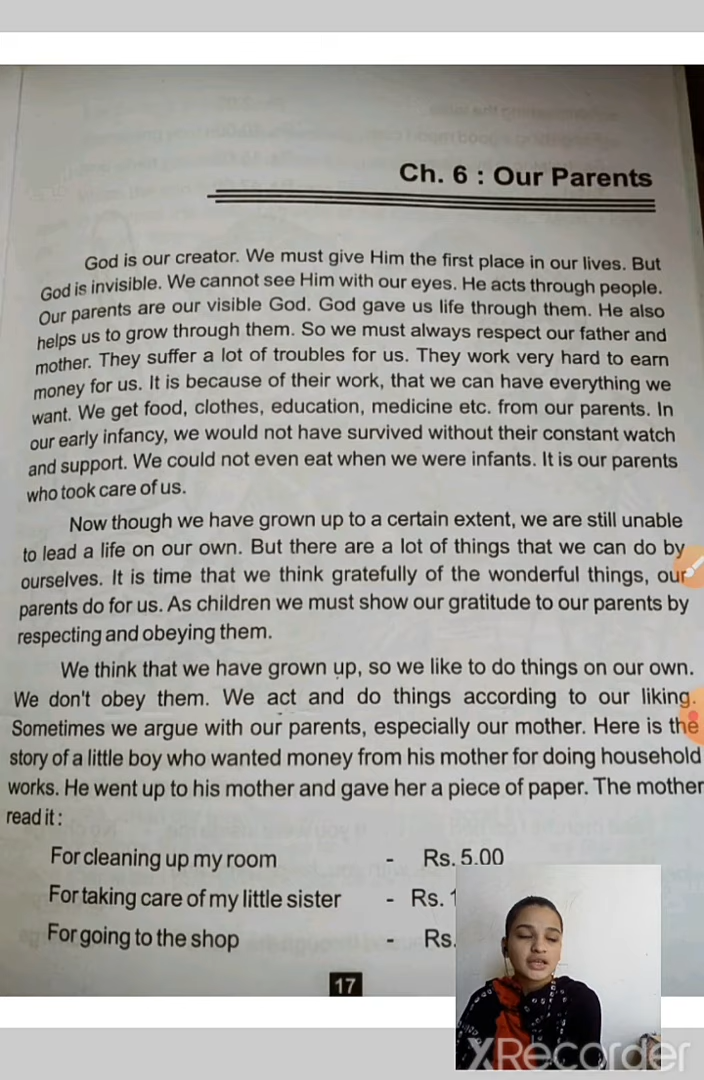 Ch. 6 : Our Parents
God is our creator. We must give Him the first place in our lives. But
God is invisible. We cannot see Him with our eyes. He acts through people.
Our parents are our visible God. God gave us life through them. He also
helps us to grow through them. So we must always respect our father and
mother. They suffer a lot of troubles for us. They work very hard to earn
money for us. It is because of their work, that we can have everything we
want. We get food, clothes, education, medicine etc. from our parents. In
our early infancy, we would not have survived without their constant watch
and support. We could not even eat when we were infants. It is our parents
who took care of us.
Now though we have grown up to a certain extent, we are still unable
to lead a life on our own. But there are a lot of things that we can do by
ourselves. It is time that we think gratefully of the wonderful things, our
parents do for us. As children we must show our gratitude to our parents by
respecting and obeying them.
We think that we have grown up, so we like to do things on our own.
We don't obey them. We act and do things according to our liking.
Sometimes we argue with our parents, especially our mother. Here is the
story of a little boy who wanted money from his mother for doing household
works. He went up to his mother and gave her a piece of paper. The mother
read it :
For cleaning up my room - Rs. 5.00
For taking care of my little sister - Rs.
For going to the shop - Rs.
17
XRecorder